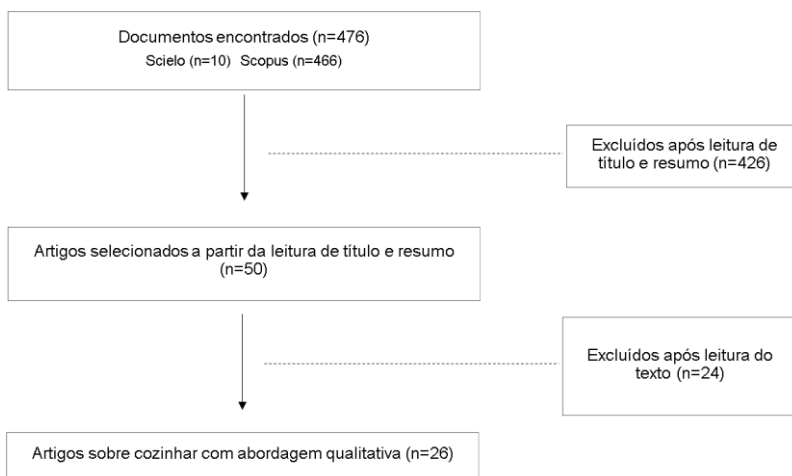 Documentos encontrados (n=476)
Scielo (n=10) Scopus (n=466)
Excluídos após leitura de
título e resumo (n=426)
Artigos selecionados a partir da leitura de título e resumo
(n=50)
Excluídos após leitura do
texto (n=24)
Artigos sobre cozinhar com abordagem qualitativa (n=26)